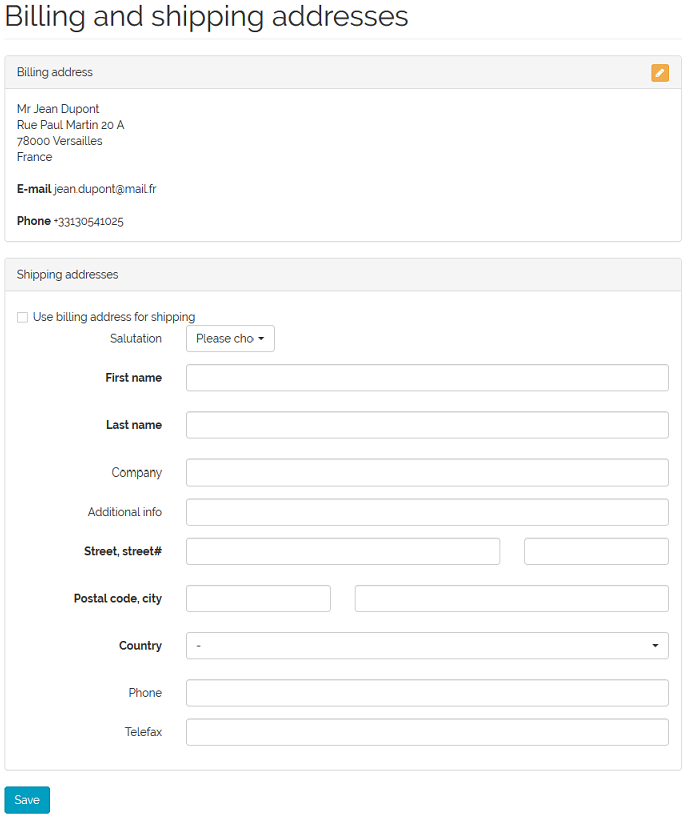 Billing and shipping addresses
Billing address
Mr Jean Dupont
Rue Paul Martin 20 A
78000 Versailles
France
E-mail jean.dupont@mail.fr
Phone +33130541025
Shipping addresses
Use billing address for shipping
Salutation Please cho
First name
Last name
Company
Additional info
Street, street#
Postal code, city
Country -
Phone
Telefax
Save